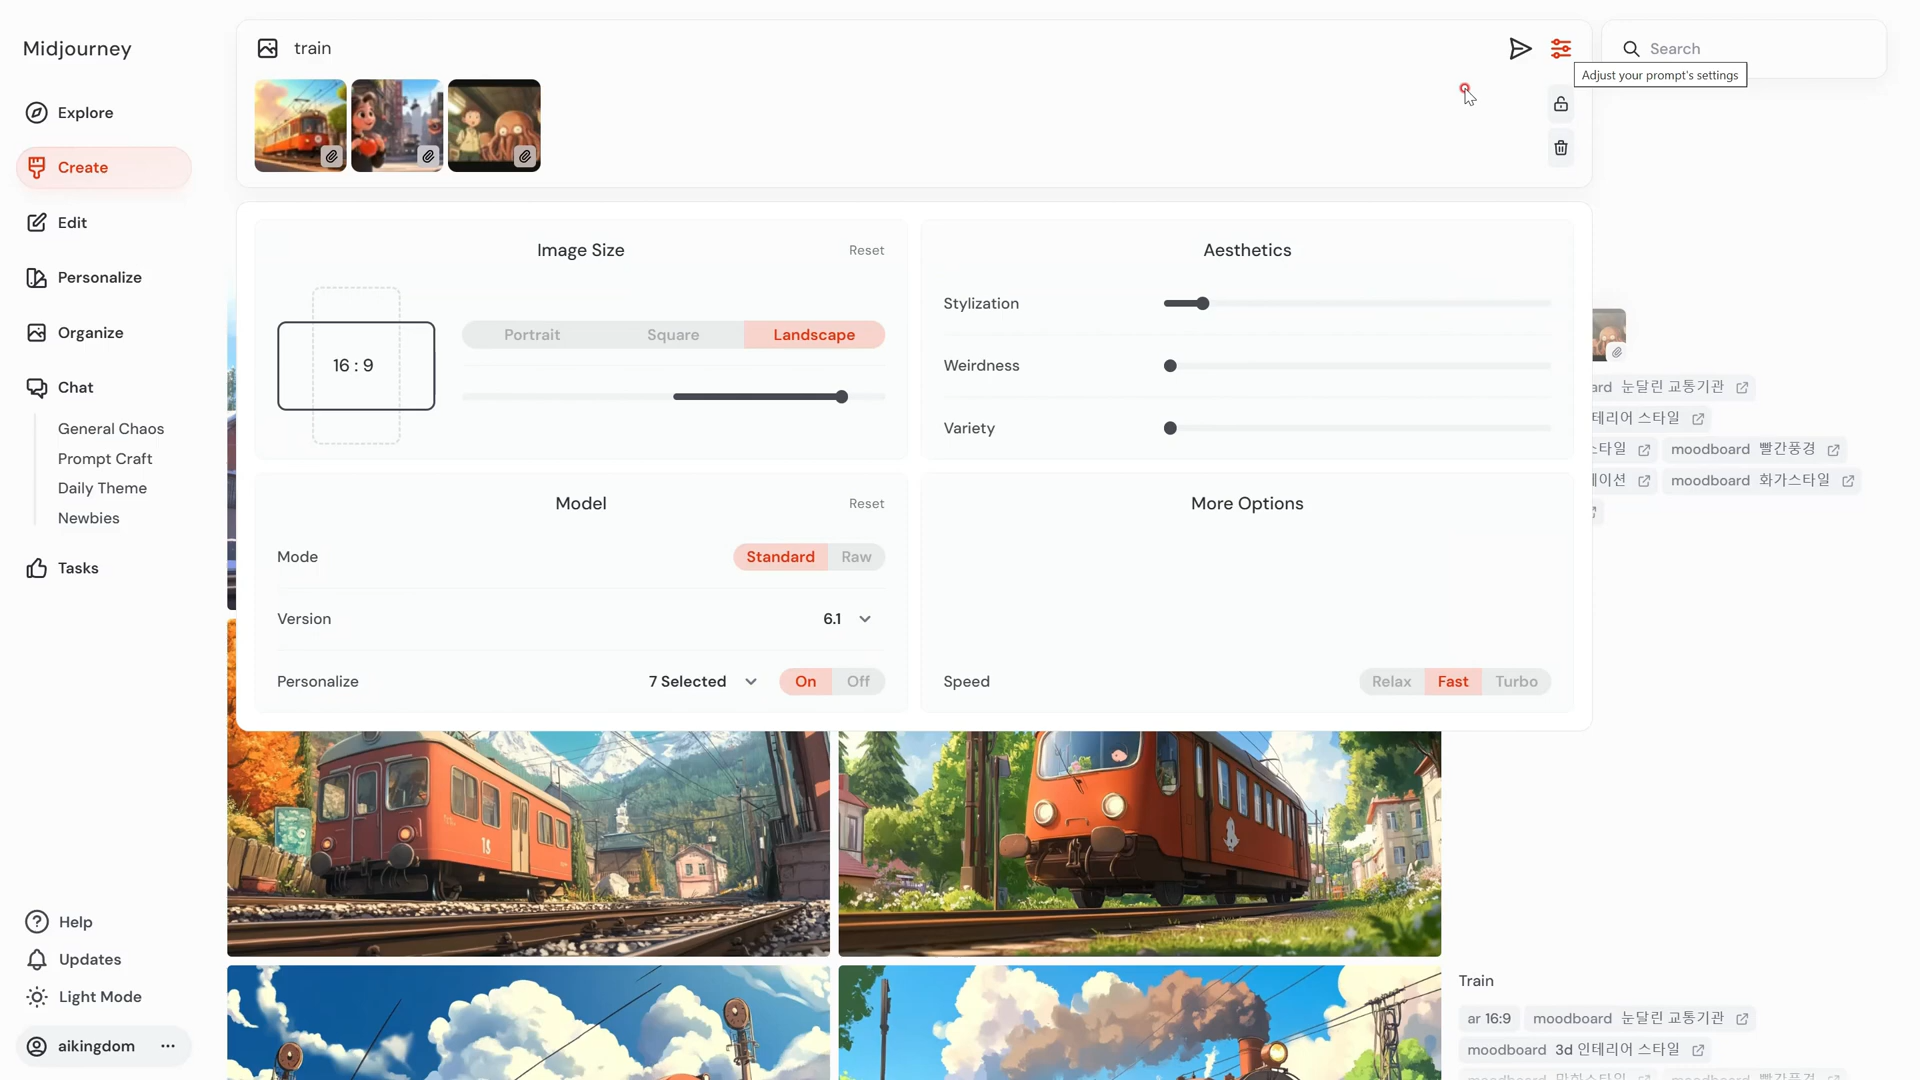 Midjourney
train
Search
Adjust your prompt's settings
Explore
Create
Edit
Personalize
Organize
Chat
General Chaos
Prompt Craft
Daily Theme
Newbies
Tasks
Help
Updates
Light Mode
aikingdom
Image Size
Reset
16 : 9
Portrait
Square
Landscape
Aesthetics
Stylization
Weirdness
Variety
Model
Reset
Mode
Standard
Raw
Version
6.1
Personalize
7 Selected
On
Off
More Options
Speed
Relax
Fast
Turbo
눈달린 교통기관
테리어 스타일
스타일
moodboard 빨간풍경
moodboard 화가스타일
15
Train
ar 16:9
moodboard 눈달린 교통기관
moodboard 3d 인테리어 스타일